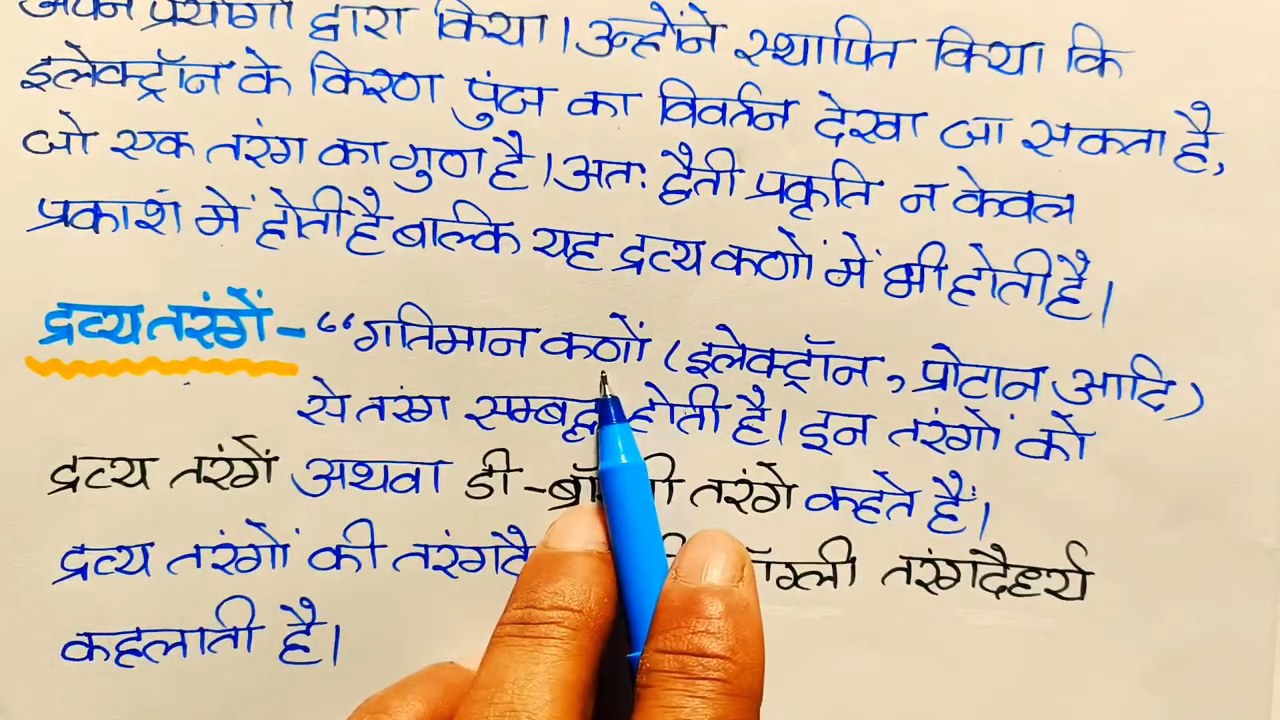 अपने प्रयोगों द्वारा किया। उन्होंने स्थापित किया कि
इलेक्ट्रॉन के किरण पुंज का विवर्तन देखा जा सकता है,
जो एक तरंग का गुण है। अतः द्वैती प्रकृति न केवल
प्रकाश में होती है बल्कि यह द्रव्य कणों में भी होती है।
द्रव्य तरंगें - “गतिमान कणों (इलेक्ट्रॉन, प्रोटान आदि)
से तरंग सम्बद्ध होती है। इन तरंगों को
द्रव्य तरंगें अथवा डी-ब्रॉग्ली तरंगे कहते हैं।
द्रव्य तरंगों की तरंगदै तरंगदैर्ध्य
कहलाती है।